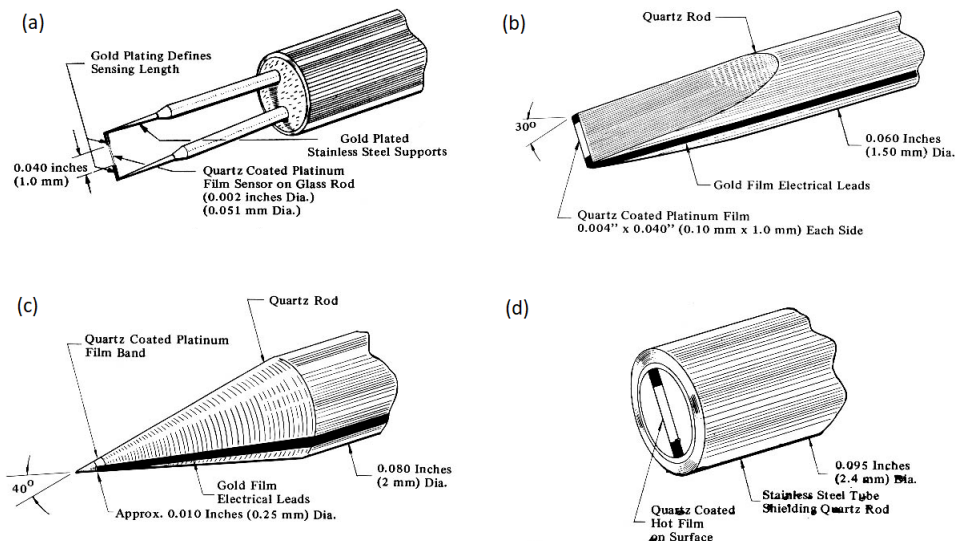 (a)
Gold Plating Defines
Sensing Length
Gold Plated
Stainless Steel Supports
0.040 inches
(1.0 mm)
Quartz Coated Platinum
Film Sensor on Glass Rod
(0.002 inches Dia.)
(0.051 mm Dia.)
(b)
Quartz Rod
30°
0.060 Inches
(1.50 mm) Dia.
Gold Film Electrical Leads
Quartz Coated Platinum Film
0.004" x 0.040" (0.10 mm x 1.0 mm) Each Side
(c)
Quartz Rod
Quartz Coated Platinum
Film Band
40°
0.080 Inches
(2 mm) Dia.
Gold Film
Electrical Leads
Approx. 0.010 Inches (0.25 mm) Dia.
(d)
0.095 Inches
(2.4 mm) Dia.
Stainless Steel Tube
Shielding Quartz Rod
Quartz Coated
Hot Film
on Surface